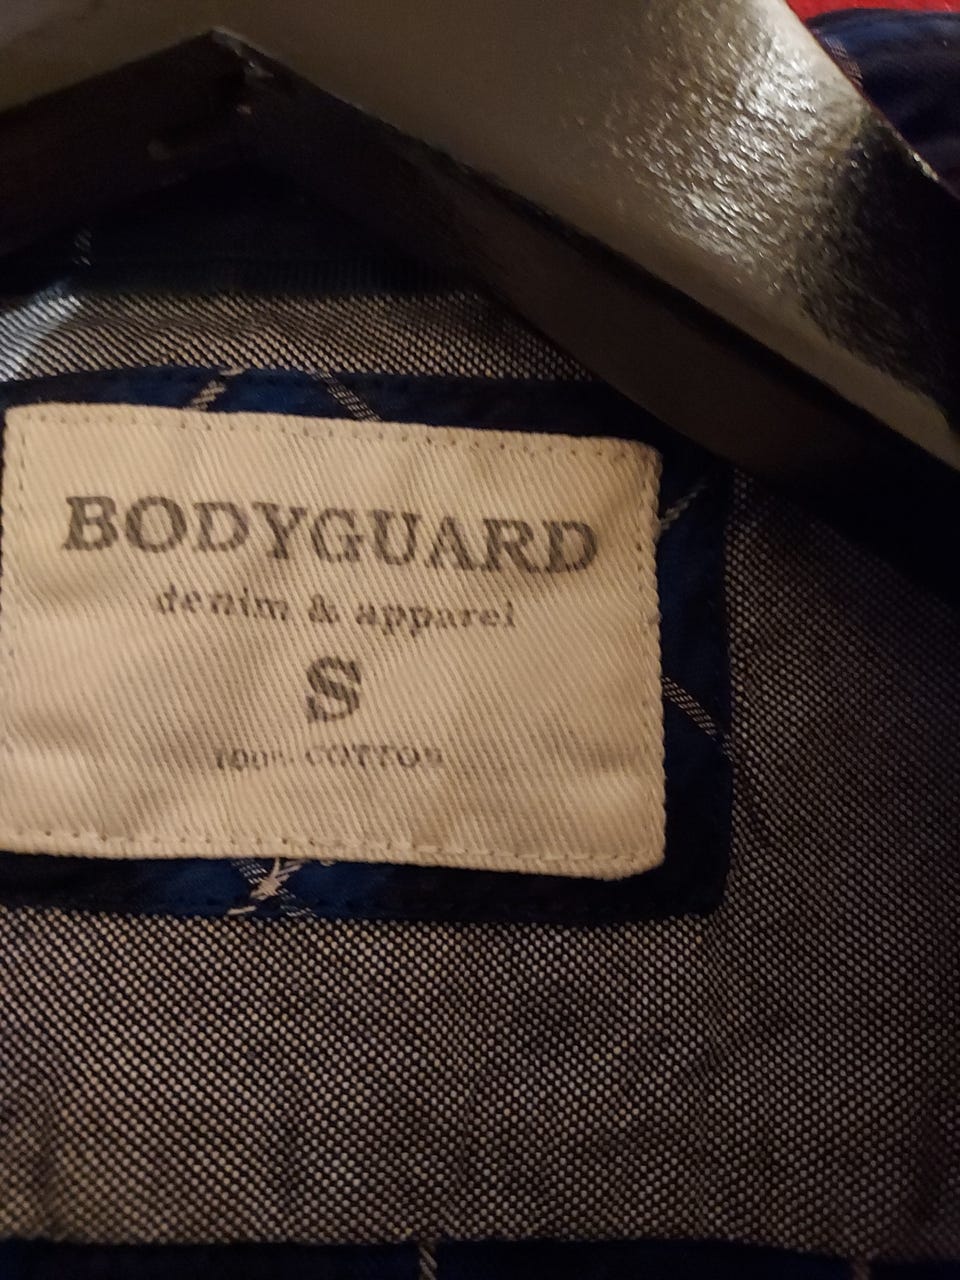 BODYGUARD
denim & apparel
S
100% COTTON